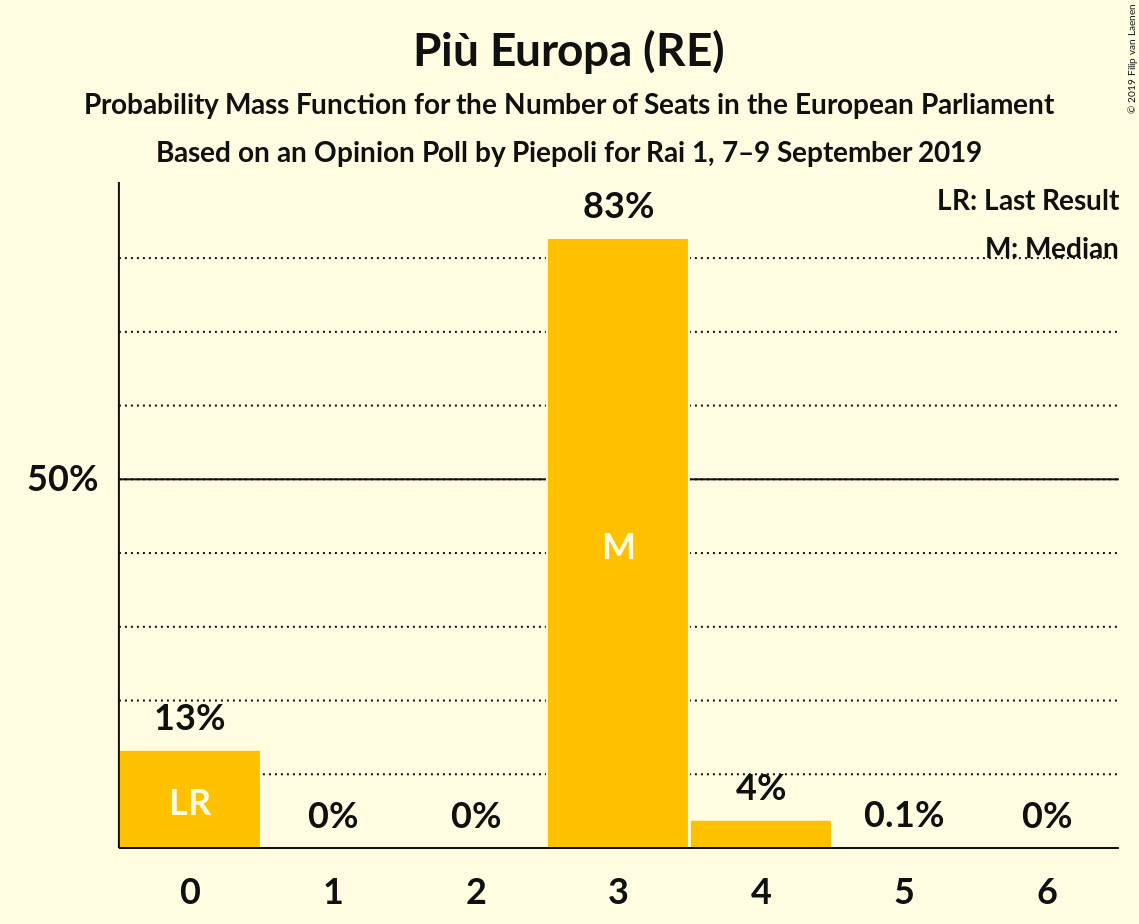 Più Europa (RE)
Probability Mass Function for the Number of Seats in the European Parliament
Based on an Opinion Poll by Piepoli for Rai 1, 7–9 September 2019
© 2019 Filip van Laenen
LR: Last Result
M: Median
83%
50%
M
13%
LR
0%
0%
4%
0.1%
0%
0
1
2
3
4
5
6